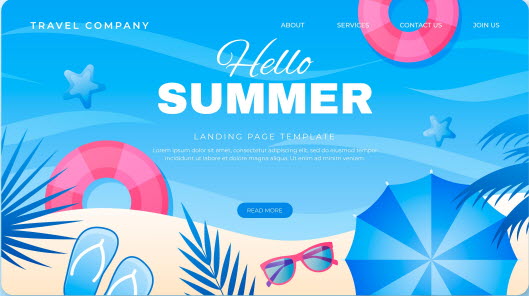 TRAVEL COMPANY
ABOUT SERVICES CONTACT US JOIN US
Hello
SUMMER
LANDING PAGE TEMPLATE
Lorem ipsum dolor sit amet, consectetur adipiscing elit, sed do eiusmod tempor
incididunt ut labore et dolore magna aliqua. Ut enim ad minim veniam.
READ MORE